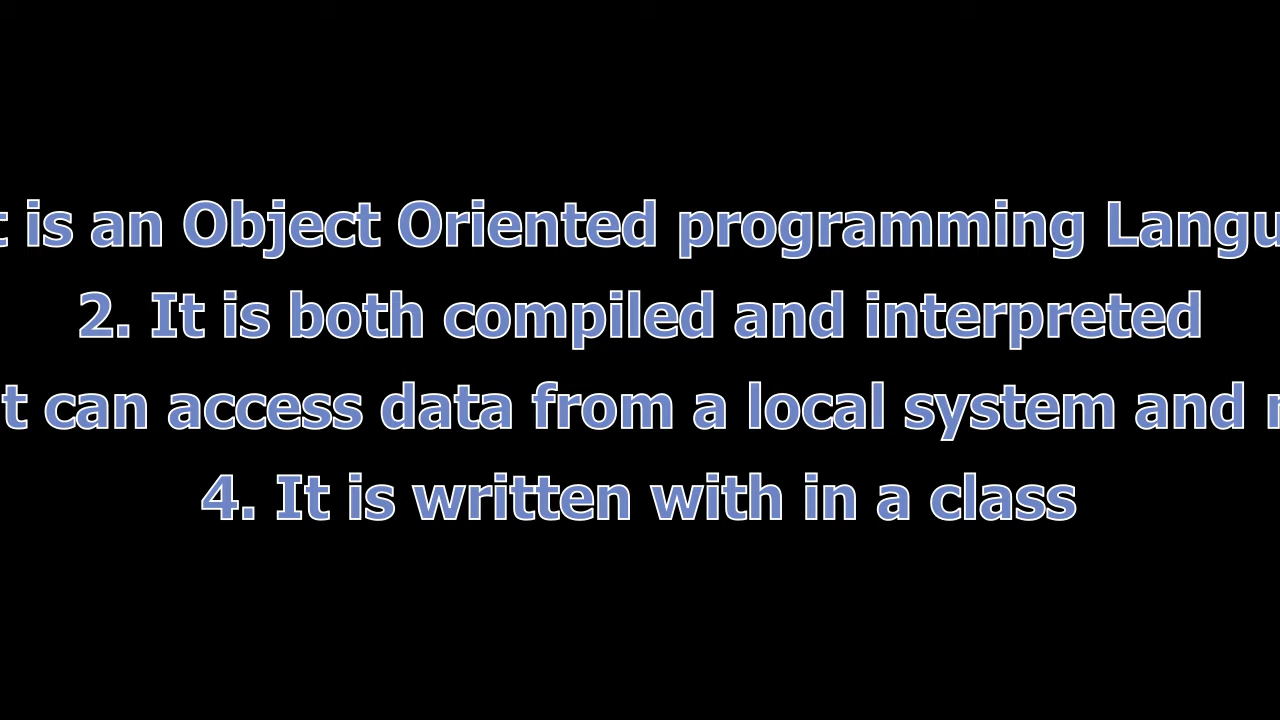 t is an Object Oriented programming Langu
2. It is both compiled and interpreted
t can access data from a local system and
4. It is written with in a class